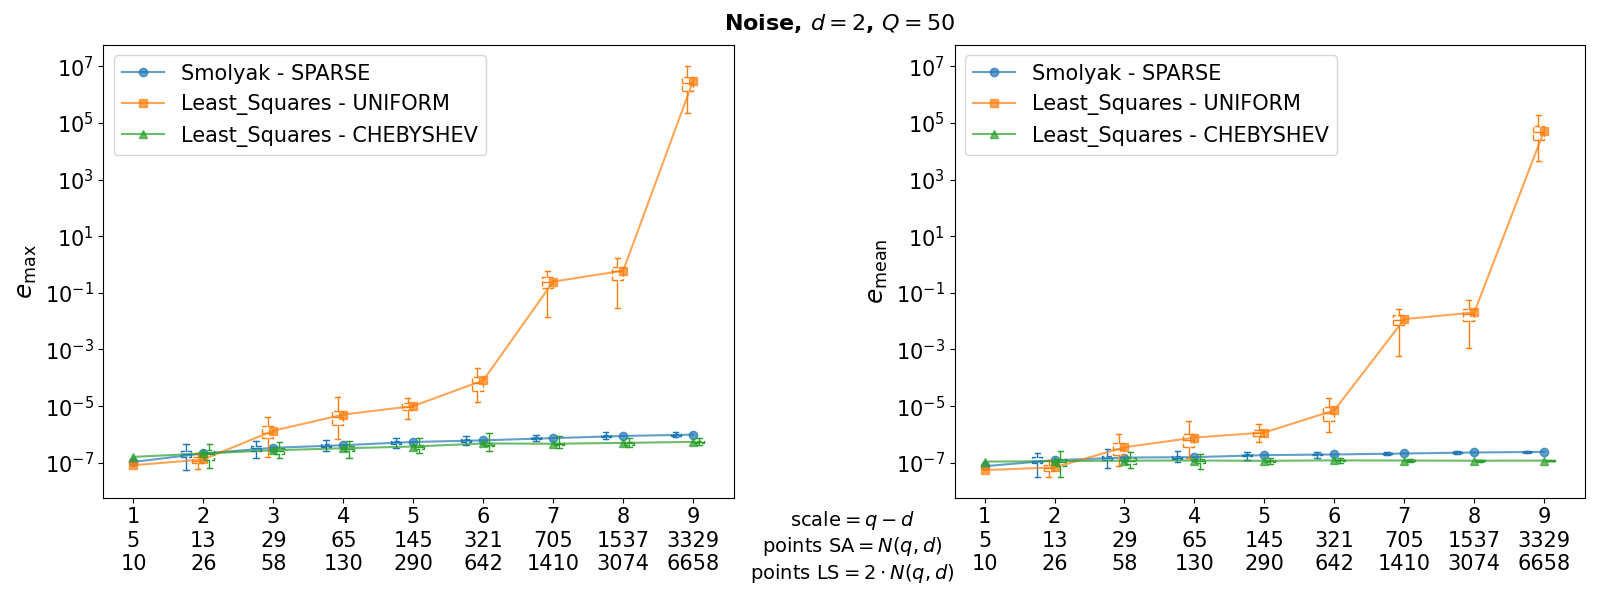 Noise, d = 2, Q = 50
Smolyak - SPARSE
Least_Squares - UNIFORM
Least_Squares - CHEBYSHEV
10^7
10^5
10^3
10^1
10^-1
10^-3
10^-5
10^-7
e_max
1 2 3 4 5 6 7 8 9
5 13 29 65 145 321 705 1537 3329
10 26 58 130 290 642 1410 3074 6658
scale = q − d
points SA = N(q, d)
points LS = 2 · N(q, d)
Smolyak - SPARSE
Least_Squares - UNIFORM
Least_Squares - CHEBYSHEV
10^7
10^5
10^3
10^1
10^-1
10^-3
10^-5
10^-7
e_mean
1 2 3 4 5 6 7 8 9
5 13 29 65 145 321 705 1537 3329
10 26 58 130 290 642 1410 3074 6658